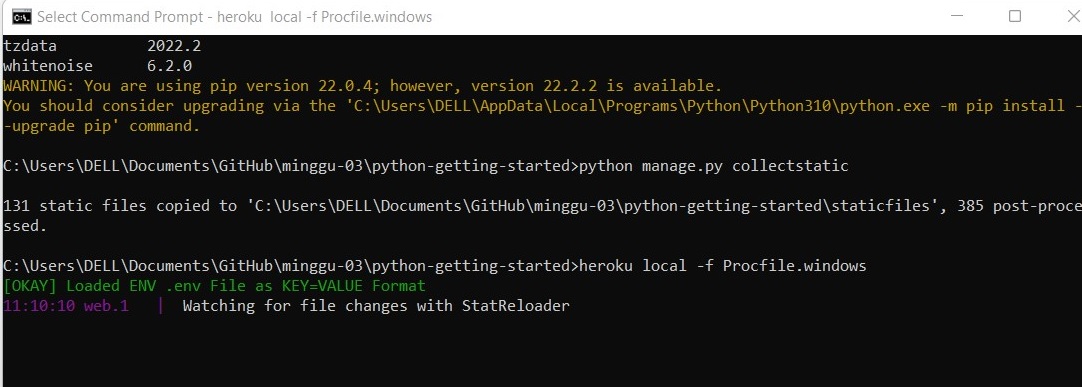 Select Command Prompt - heroku  local -f Procfile.windows
tzdata          2022.2
whitenoise      6.2.0
WARNING: You are using pip version 22.0.4; however, version 22.2.2 is available.
You should consider upgrading via the 'C:\Users\DELL\AppData\Local\Programs\Python\Python310\python.exe -m pip install -
-upgrade pip' command.
C:\Users\DELL\Documents\GitHub\minggu-03\python-getting-started>python manage.py collectstatic
131 static files copied to 'C:\Users\DELL\Documents\GitHub\minggu-03\python-getting-started\staticfiles', 385 post-proce
ssed.
C:\Users\DELL\Documents\GitHub\minggu-03\python-getting-started>heroku local -f Procfile.windows
[OKAY] Loaded ENV .env File as KEY=VALUE Format
11:10:10 web.1   |  Watching for file changes with StatReloader